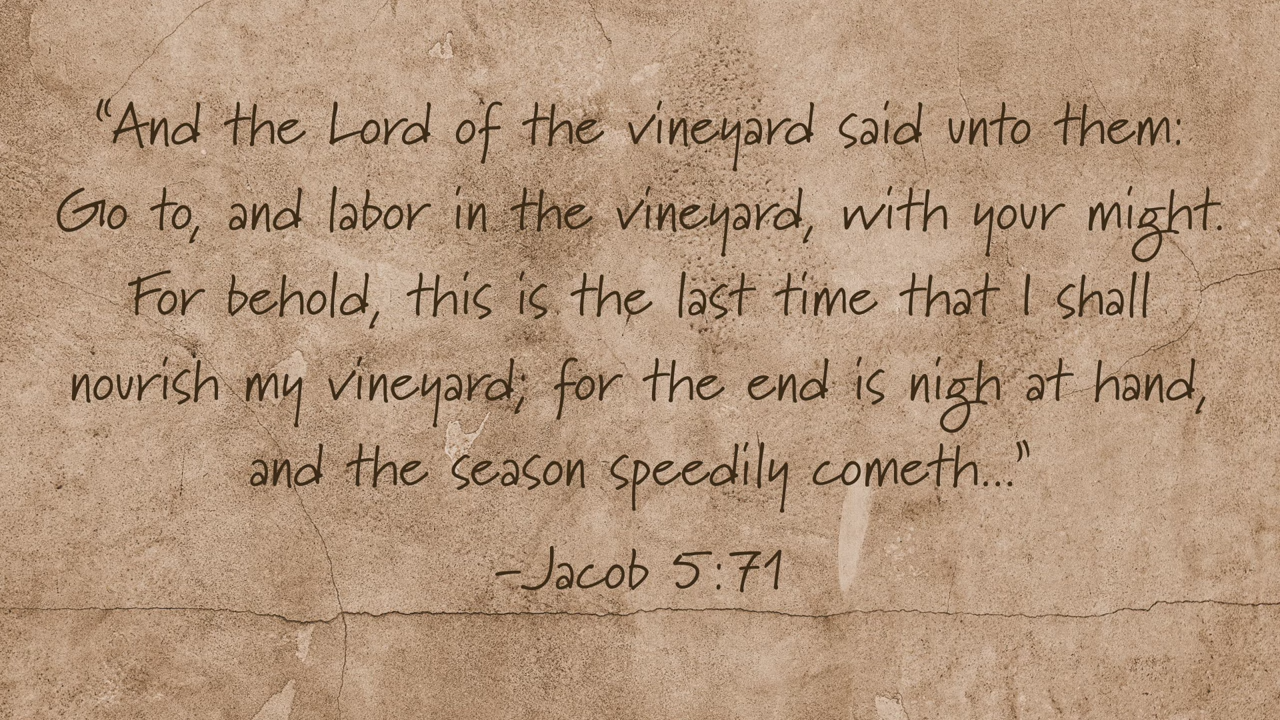 “And the Lord of the vineyard said unto them:
Go to, and labor in the vineyard, with your might.
For behold, this is the last time that I shall
nourish my vineyard; for the end is nigh at hand,
and the season speedily cometh...”
-Jacob 5:71